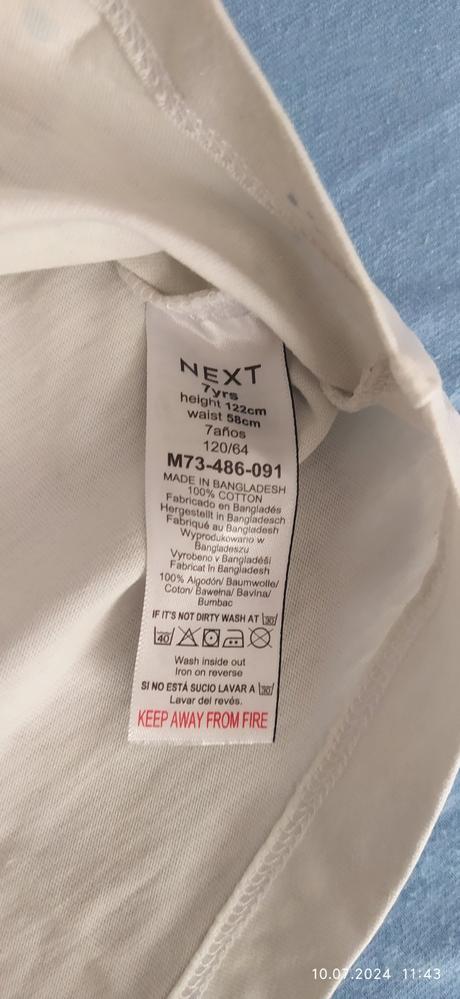 NEXT
7yrs
height 122cm
waist 58cm
7años
120/64
M73-486-091
MADE IN BANGLADESH
100% COTTON
Fabricado en Bangladés
Hergestellt in Bangladesch
Fabriqué au Bangladesh
Wyprodukowano w
Bangladeszu
Vyrobeno v Bangladéši
Fabricat în Bangladesh
100% Algodón/ Baumwolle/
Coton/ Bawełna/ Bavlna/
Bumbac
IF IT'S NOT DIRTY WASH AT 30
40
Wash inside out
Iron on reverse
SI NO ESTÁ SUCIO LAVAR A 30
Lavar del revés.
KEEP AWAY FROM FIRE
10.07.2024 11:43